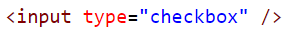 <input type="checkbox" />